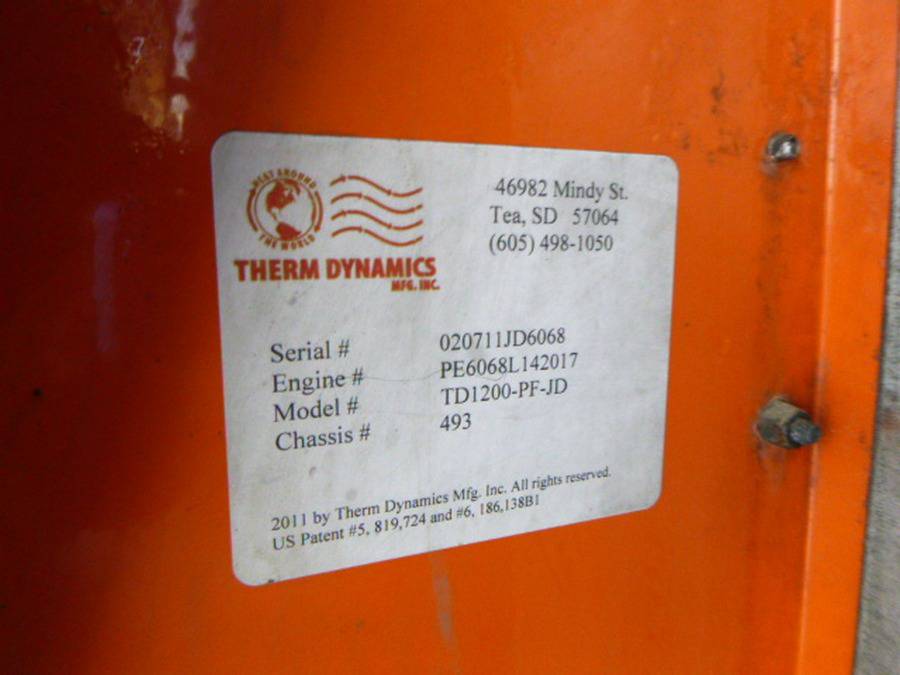 HEAT AROUND
THE WORLD
THERM DYNAMICS
MFG. INC.
46982 Mindy St.
Tea, SD 57064
(605) 498-1050
Serial # 020711JD6068
Engine # PE6068L142017
Model # TD1200-PF-JD
Chassis # 493
2011 by Therm Dynamics Mfg. Inc. All rights reserved.
US Patent #5, 819,724 and #6, 186,138B1